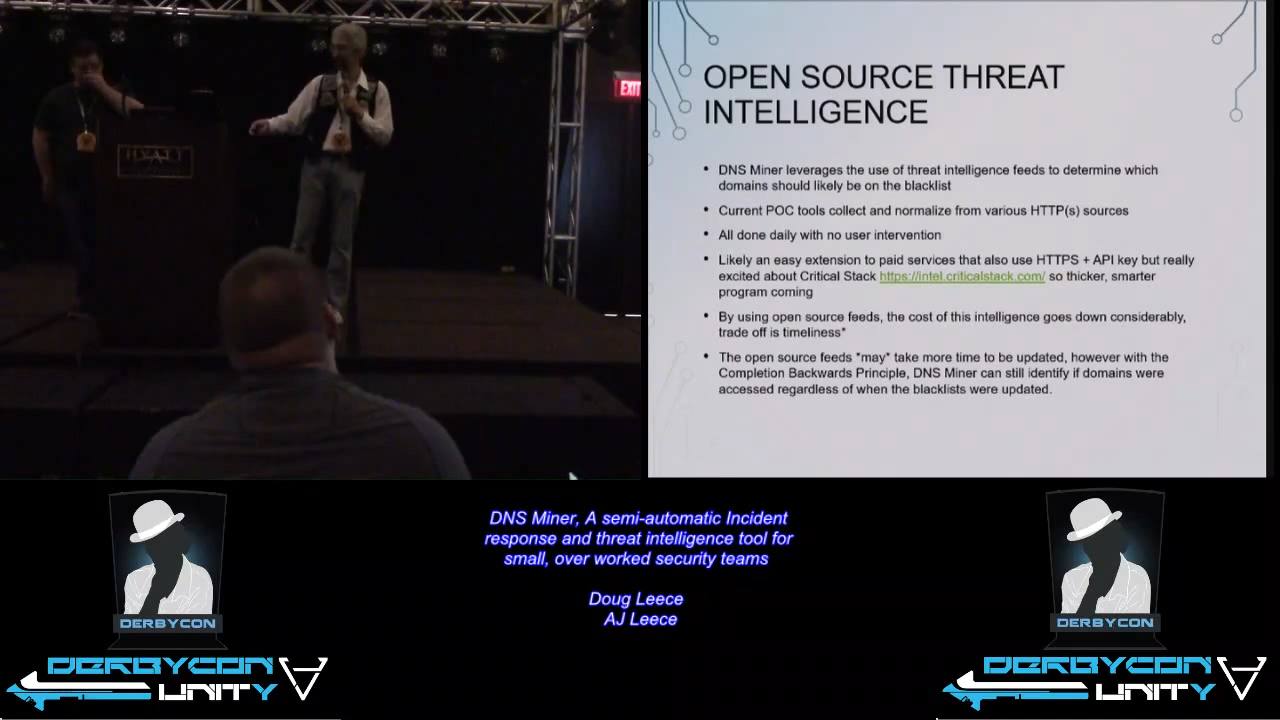 HYATT
EXIT
OPEN SOURCE THREAT
INTELLIGENCE
• DNS Miner leverages the use of threat intelligence feeds to determine which
domains should likely be on the blacklist
• Current POC tools collect and normalize from various HTTP(s) sources
• All done daily with no user intervention
• Likely an easy extension to paid services that also use HTTPS + API key but really
excited about Critical Stack https://intel.criticalstack.com/ so thicker, smarter
program coming
• By using open source feeds, the cost of this intelligence goes down considerably,
trade off is timeliness*
• The open source feeds *may* take more time to be updated, however with the
Completion Backwards Principle, DNS Miner can still identify if domains were
accessed regardless of when the blacklists were updated.
DNS Miner, A semi-automatic Incident
response and threat intelligence tool for
small, over worked security teams
Doug Leece
AJ Leece
DERBYCON
DERBYCON
UNITY
DERBYCON
DERBYCON
UNITY